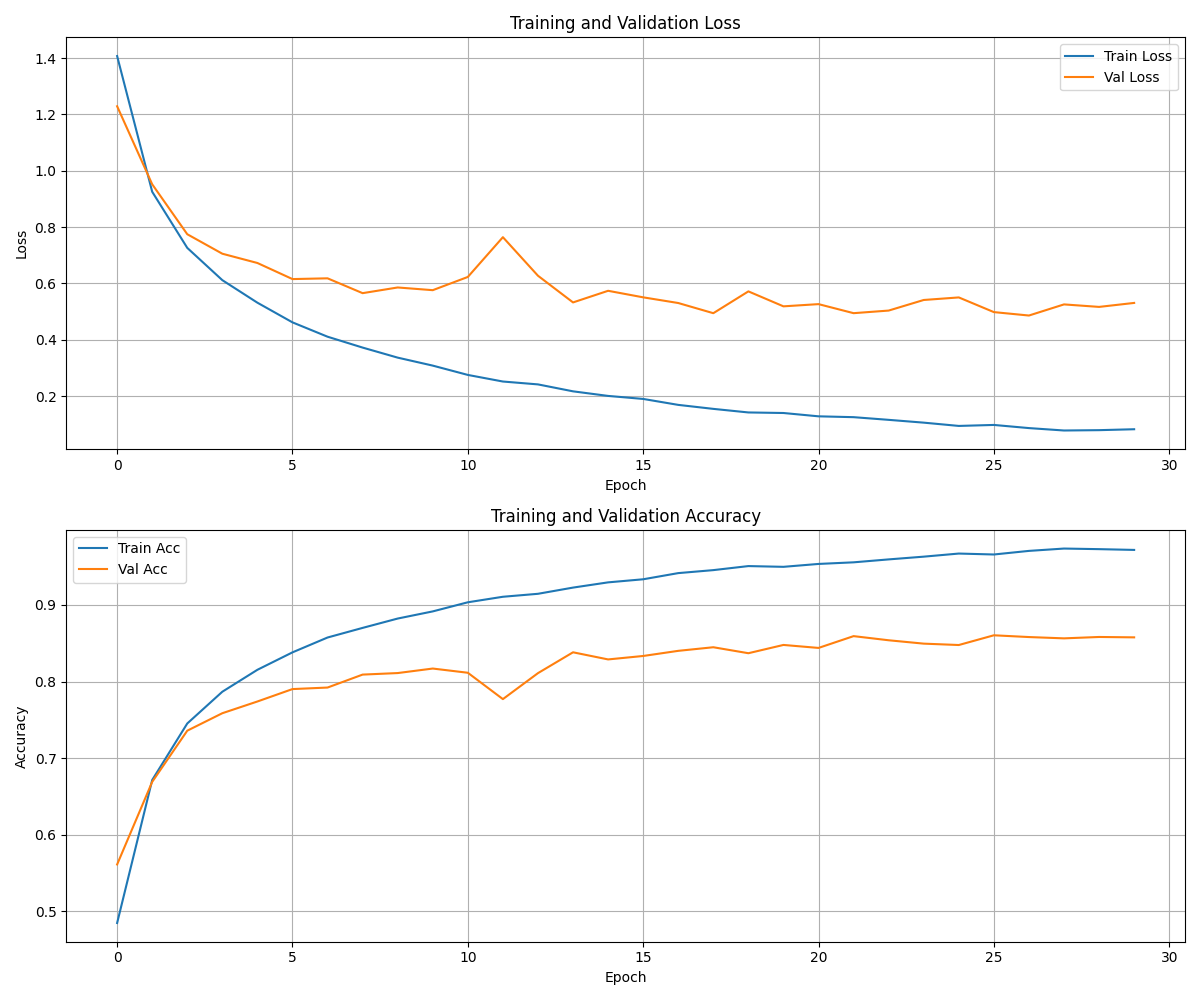 Training and Validation Loss
1.4
1.2
1.0
0.8
0.6
0.4
0.2
Loss
Train Loss
Val Loss
0 5 10 15 20 25 30
Epoch
Training and Validation Accuracy
Train Acc
Val Acc
0.9
0.8
0.7
0.6
0.5
Accuracy
0 5 10 15 20 25 30
Epoch